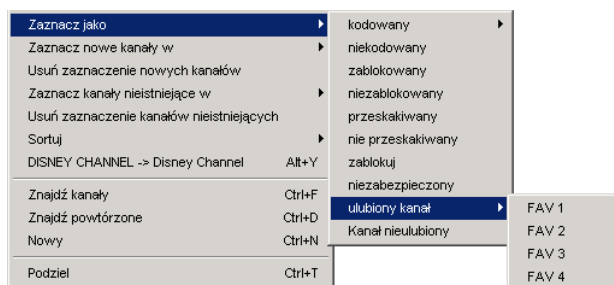 Zaznacz jako
Zaznacz nowe kanały w
Usuń zaznaczenie nowych kanałów
Zaznacz kanały nieistniejące w
Usuń zaznaczenie kanałów nieistniejących
Sortuj
DISNEY CHANNEL -> Disney Channel Alt+Y
Znajdź kanały Ctrl+F
Znajdź powtórzone Ctrl+D
Nowy Ctrl+N
Podziel Ctrl+T
kodowany
niekodowany
zablokowany
niezablokowany
przeskakiwany
nie przeskakiwany
zablokuj
niezabezpieczony
ulubiony kanał
Kanał nieulubiony
FAV 1
FAV 2
FAV 3
FAV 4